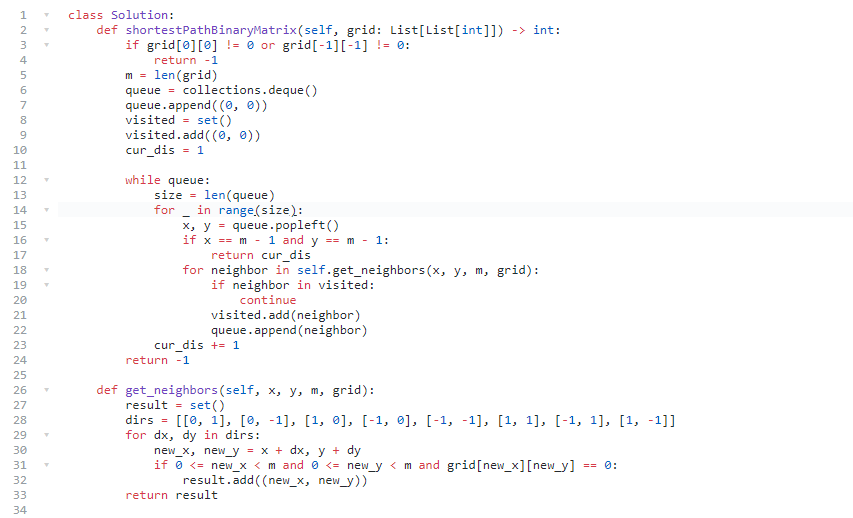 1 class Solution:
2     def shortestPathBinaryMatrix(self, grid: List[List[int]]) -> int:
3         if grid[0][0] != 0 or grid[-1][-1] != 0:
4             return -1
5         m = len(grid)
6         queue = collections.deque()
7         queue.append((0, 0))
8         visited = set()
9         visited.add((0, 0))
10         cur_dis = 1
11
12         while queue:
13             size = len(queue)
14             for _ in range(size):
15                 x, y = queue.popleft()
16                 if x == m - 1 and y == m - 1:
17                     return cur_dis
18                 for neighbor in self.get_neighbors(x, y, m, grid):
19                     if neighbor in visited:
20                         continue
21                     visited.add(neighbor)
22                     queue.append(neighbor)
23             cur_dis += 1
24         return -1
25
26     def get_neighbors(self, x, y, m, grid):
27         result = set()
28         dirs = [[0, 1], [0, -1], [1, 0], [-1, 0], [-1, -1], [1, 1], [-1, 1], [1, -1]]
29         for dx, dy in dirs:
30             new_x, new_y = x + dx, y + dy
31             if 0 <= new_x < m and 0 <= new_y < m and grid[new_x][new_y] == 0:
32                 result.add((new_x, new_y))
33         return result
34